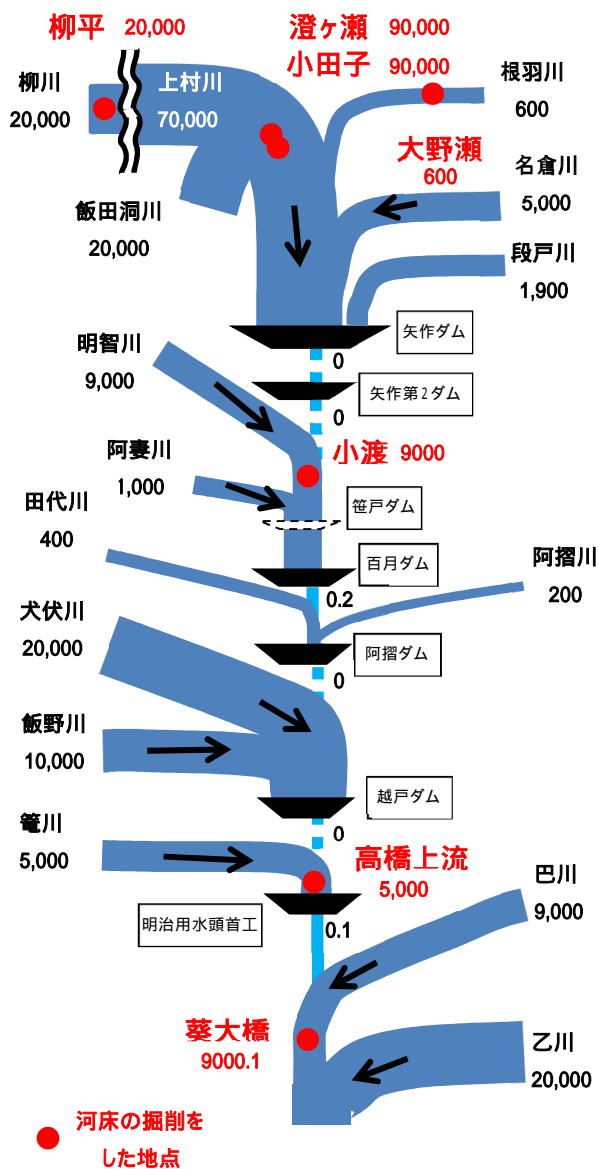 柳平 20,000
澄ヶ瀬 90,000
小田子 90,000
柳川
20,000
上村川
70,000
根羽川
600
大野瀬
600
名倉川
5,000
飯田洞川
20,000
段戸川
1,900
矢作ダム
0
明智川
9,000
矢作第2ダム
0
小渡 9000
阿妻川
1,000
笹戸ダム
田代川
400
百月ダム
0.2
阿摺川
200
犬伏川
20,000
阿摺ダム
0
飯野川
10,000
越戸ダム
0
篭川
5,000
高橋上流
5,000
巴川
9,000
明治用水頭首工
0.1
葵大橋
9000.1
乙川
20,000
河床の掘削を
した地点